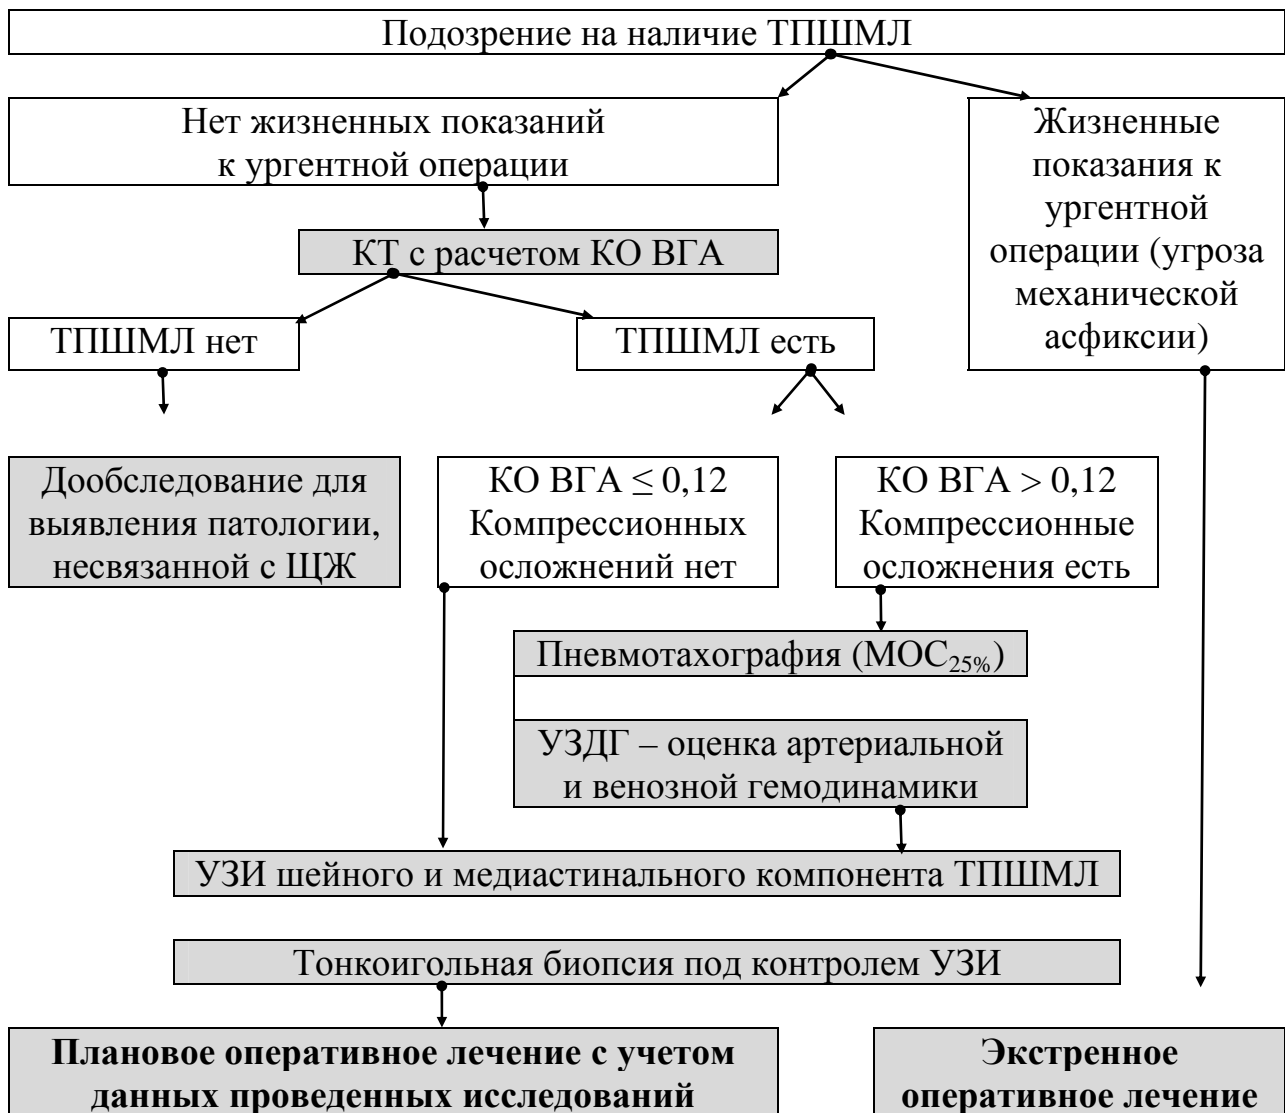 Подозрение на наличие ТПШМЛ
Нет жизненных показаний
к ургентной операции
Жизненные
показания к
ургентной
операции (угроза
механической
асфиксии)
КТ с расчетом КО ВГА
ТПШМЛ нет
ТПШМЛ есть
Дообследование для
выявления патологии,
несвязанной с ЩЖ
КО ВГА ≤ 0,12
Компрессионных
осложнений нет
КО ВГА > 0,12
Компрессионные
осложнения есть
Пневмотахография (МОС25%)
УЗДГ – оценка артериальной
и венозной гемодинамики
УЗИ шейного и медиастинального компонента ТПШМЛ
Тонкоигольная биопсия под контролем УЗИ
Плановое оперативное лечение с учетом
данных проведенных исследований
Экстренное
оперативное лечение